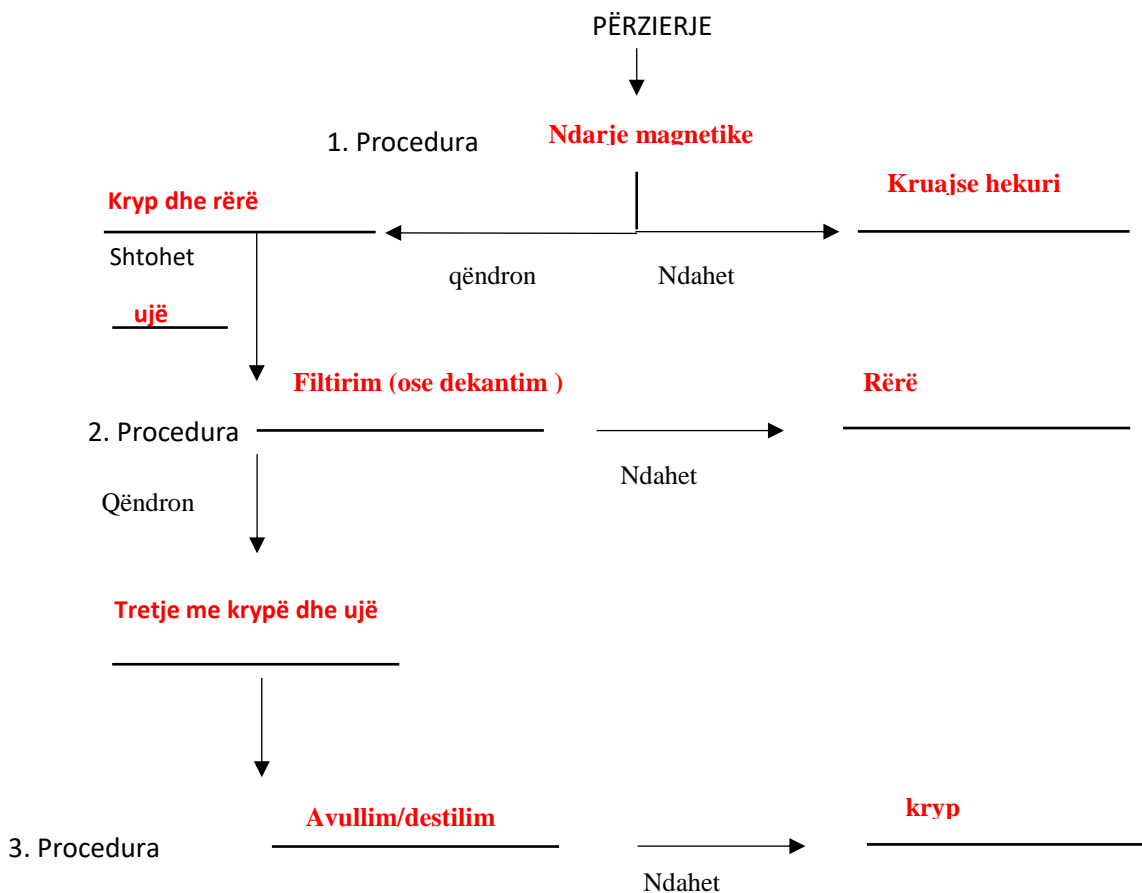 PËRZIERJE
1. Procedura
Ndarje magnetike
Kryp dhe rërë
Kruajse hekuri
Shtohet
qëndron
Ndahet
ujë
Filtirim (ose dekantim )
Rërë
2. Procedura
Ndahet
Qëndron
Tretje me krypë dhe ujë
Avullim/destilim
kryp
3. Procedura
Ndahet